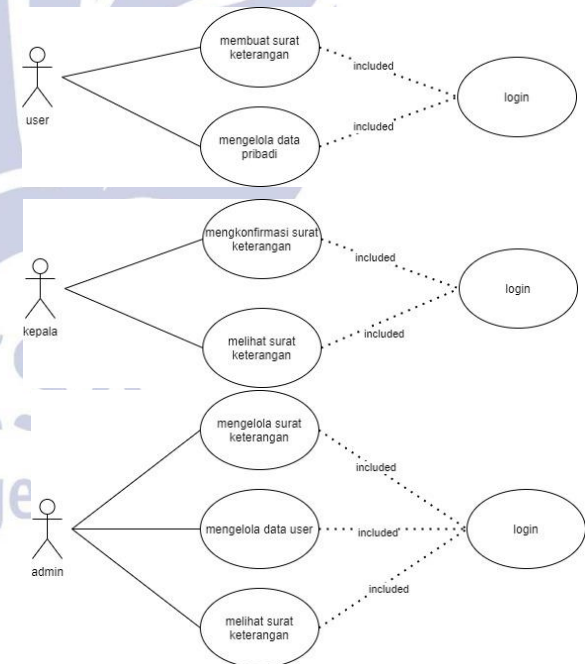 membuat surat
keterangan
included
login
user
included
mengelola data
pribadi
mengkonfirmasi surat
keterangan
included
login
kepala
included
melihat surat
keterangan
mengelola surat
keterangan
included
mengelola data user
included
login
admin
included
melihat surat
keterangan